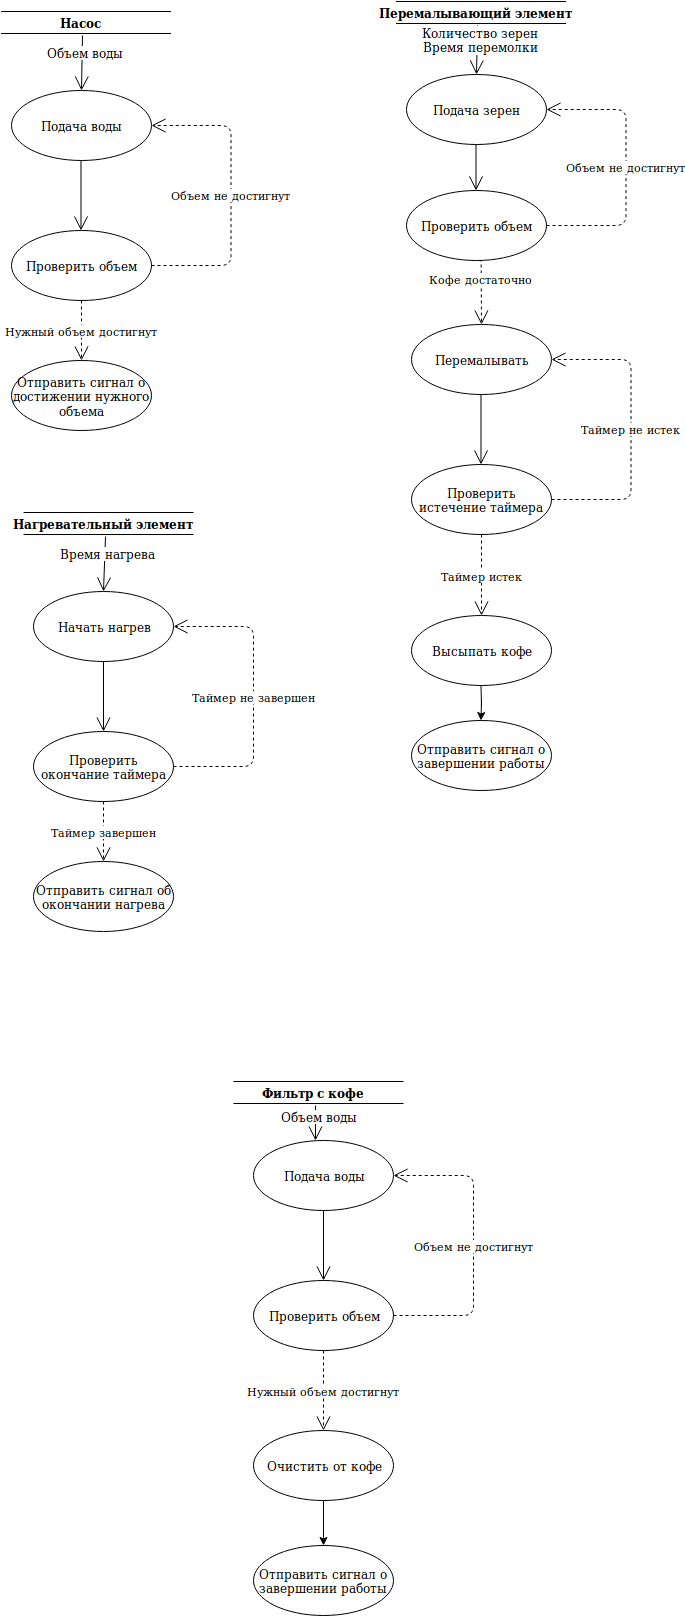 Насос
Объем воды
Подача воды
Объем не достигнут
Проверить объем
Нужный объем достигнут
Отправить сигнал о
достижении нужного
объема
Перемалывающий элемент
Количество зерен
Время перемолки
Подача зерен
Объем не достигнут
Проверить объем
Кофе достаточно
Перемалывать
Таймер не истек
Проверить
истечение таймера
Таймер истек
Высыпать кофе
Отправить сигнал о
завершении работы
Нагревательный элемент
Время нагрева
Начать нагрев
Таймер не завершен
Проверить
окончание таймера
Таймер завершен
Отправить сигнал об
окончании нагрева
Фильтр с кофе
Объем воды
Подача воды
Объем не достигнут
Проверить объем
Нужный объем достигнут
Очистить от кофе
Отправить сигнал о
завершении работы